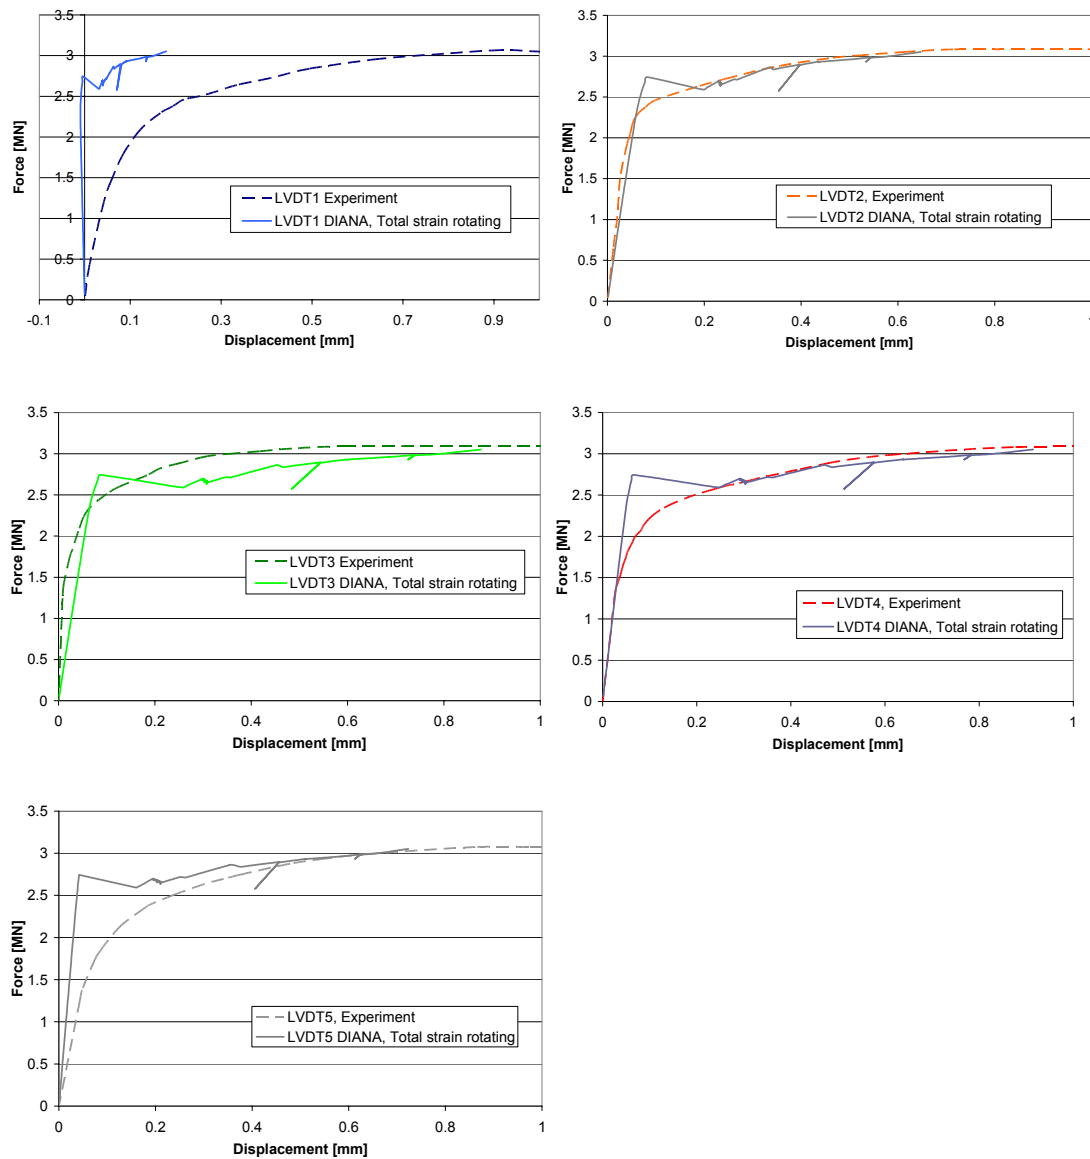 3.5
3
2.5
2
1.5
1
0.5
0
-0.1 0.1 0.3 0.5 0.7 0.9
Force [MN]
Displacement [mm]
LVDT1 Experiment
LVDT1 DIANA, Total strain rotating
3.5
3
2.5
2
1.5
1
0.5
0
0 0.2 0.4 0.6 0.8 1
Force [MN]
Displacement [mm]
LVDT2, Experiment
LVDT2 DIANA, Total strain rotating
3.5
3
2.5
2
1.5
1
0.5
0
0 0.2 0.4 0.6 0.8 1
Force [MN]
Displacement [mm]
LVDT3 Experiment
LVDT3 DIANA, Total strain rotating
3.5
3
2.5
2
1.5
1
0.5
0
0 0.2 0.4 0.6 0.8 1
Force [MN]
Displacement [mm]
LVDT4, Experiment
LVDT4 DIANA, Total strain rotating
3.5
3
2.5
2
1.5
1
0.5
0
0 0.2 0.4 0.6 0.8 1
Force [MN]
Displacement [mm]
LVDT5, Experiment
LVDT5 DIANA, Total strain rotating